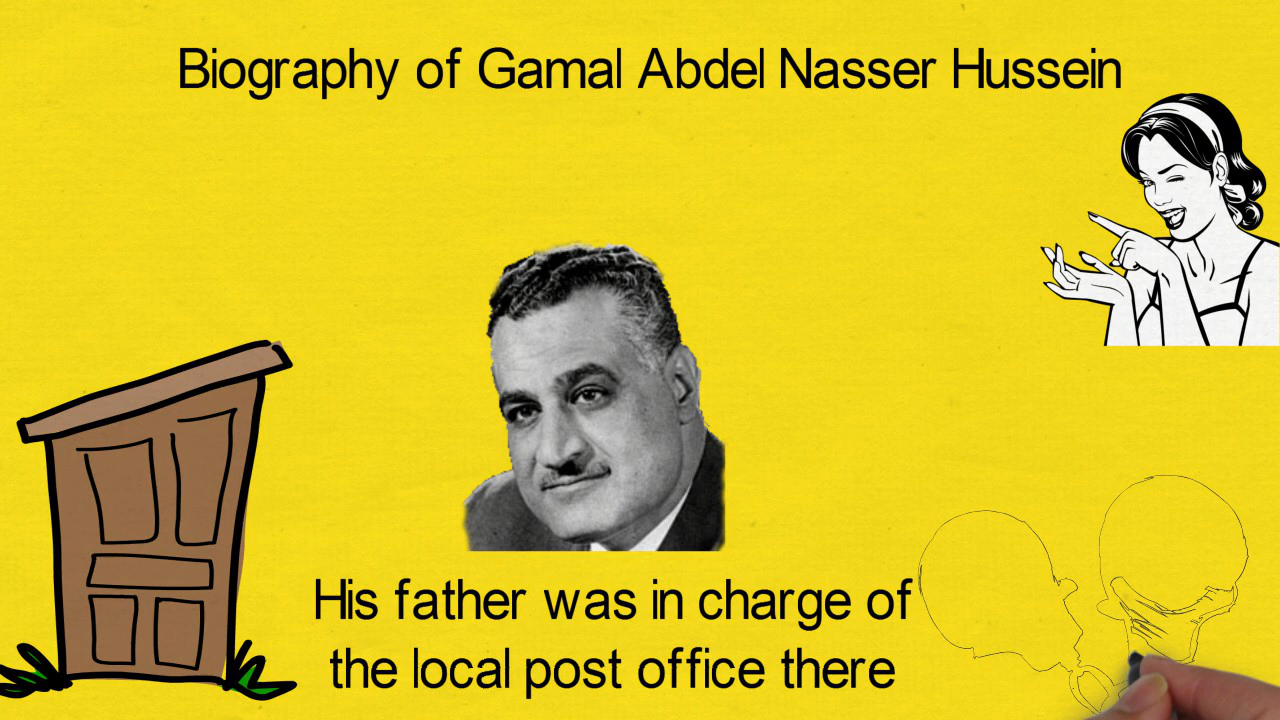 Biography of Gamal Abdel Nasser Hussein
His father was in charge of
the local post office there